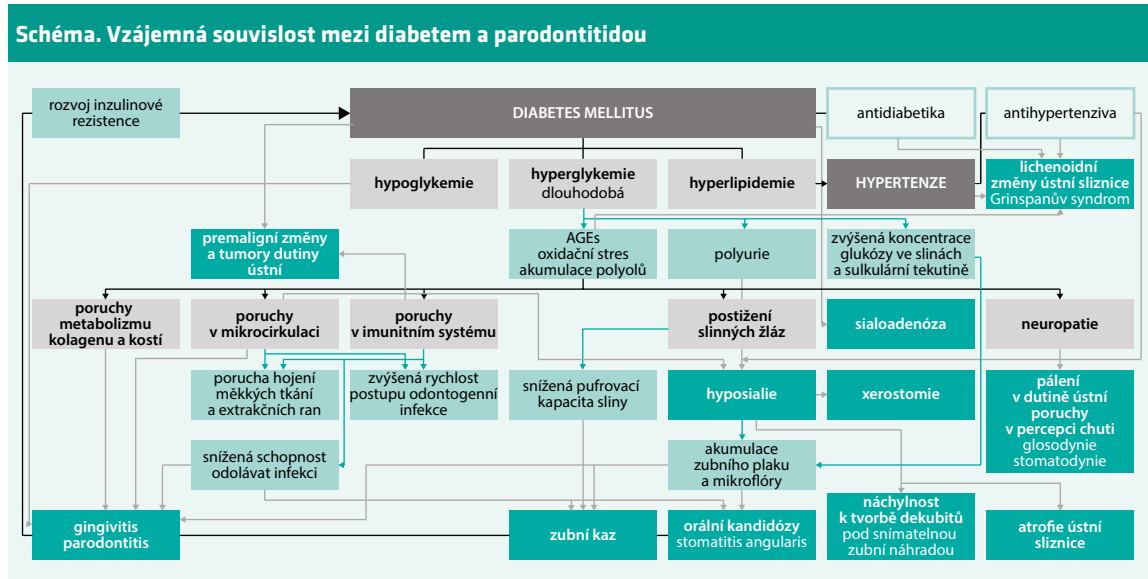 Schéma. Vzájemná souvislost mezi diabetem a parodontitidou
rozvoj inzulinové
rezistence
DIABETES MELLITUS
antidiabetika
antihypertenziva
hypoglykemie
hyperglykemie
dlouhodobá
hyperlipidemie
HYPERTENZE
lichenoidní
změny ústní sliznice
Grinspanův syndrom
premaligní změny
a tumory dutiny
ústní
AGEs
oxidační stres
akumulace polyolů
polyurie
zvýšená koncentrace
glukózy ve slinách
a sulkulární tekutině
poruchy
metabolizmu
kolagenu a kostí
poruchy
v mikrocirkulaci
poruchy
v imunitním systému
postižení
slinných žláz
sialoadenóza
neuropatie
porucha hojení
měkkých tkání
a extrakčních ran
zvýšená rychlost
postupu odontogenní
infekce
snížená pufrovací
kapacita sliny
hyposialie
xerostomie
pálení
v dutině ústní
poruchy
v percepci chuti
glosodynie
stomatodynie
snížená schopnost
odolávat infekci
akumulace
zubního plaku
a mikroflóry
gingivitis
parodontitis
zubní kaz
orální kandidózy
stomatitis angularis
náchylnost
k tvorbě dekubitů
pod snímatelnou
zubní náhradou
atrofie ústní
sliznice